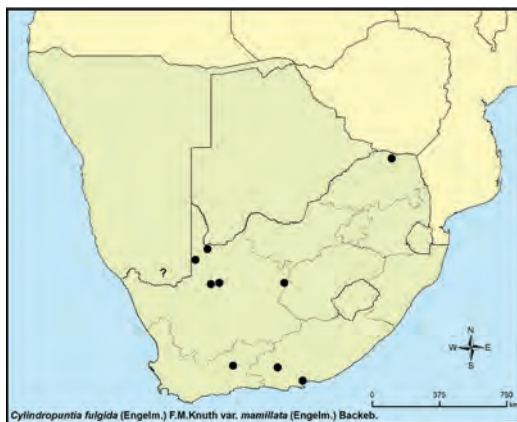 ?
N
W E
S
0 375 750
km
Cylindropuntia fulgida (Engelm.) F.M.Knuth var. mamillata (Engelm.) Backeb.